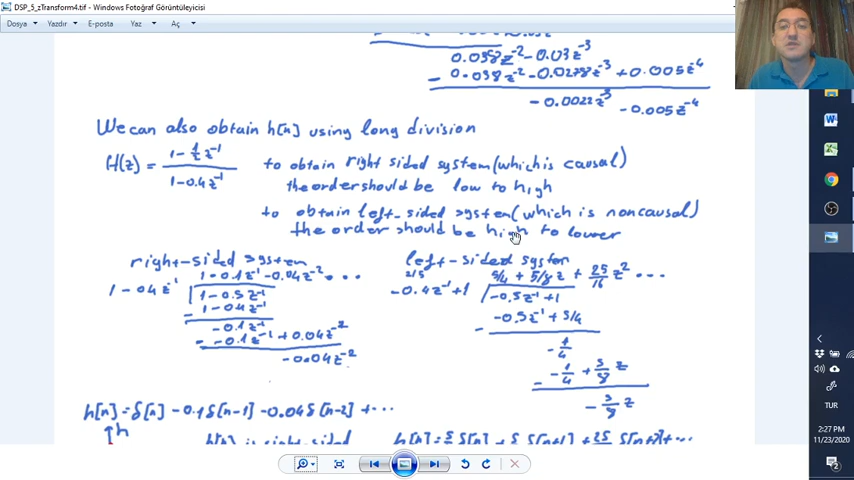 DSP_5_zTransform4.tif - Windows Fotoğraf Görüntüleyicisi
Dosya Yazdır E-posta Yaz Aç
0.038z^-2 - 0.03z^-3
- 0.038z^-2 - 0.0278z^-3 + 0.005z^-4
- 0.0022z^-3 - 0.005z^-4
We can also obtain h[n] using long division
H(z) = (1 - 1/2 z^-1) / (1 - 0.4z^-1)
to obtain right sided system (which is causal)
the order should be low to high
to obtain left-sided system (which is noncausal)
the order should be high to lower
right-sided system
1 - 0.1z^-1 - 0.04z^-2 ...
1 - 04z^-1 1 - 0.5z^-1
- 1 - 0.4z^-1
- 0.1z^-1
- - 0.1z^-1 + 0.04z^-2
- 0.04z^-2
left-sided system
5/4 + 5/8 z + 25/16 z^2 ...
- 0.4z^-1 + 1 - 0.5z^-1 + 1
- - 0.5z^-1 + 5/4
- 1/4
- - 1/4 + 5/8 z
- 5/8 z
h[n] = δ[n] - 0.1δ[n-1] - 0.04δ[n-2] + ...
h[n] is right-sided
TUR
2:27 PM
11/23/2020
2